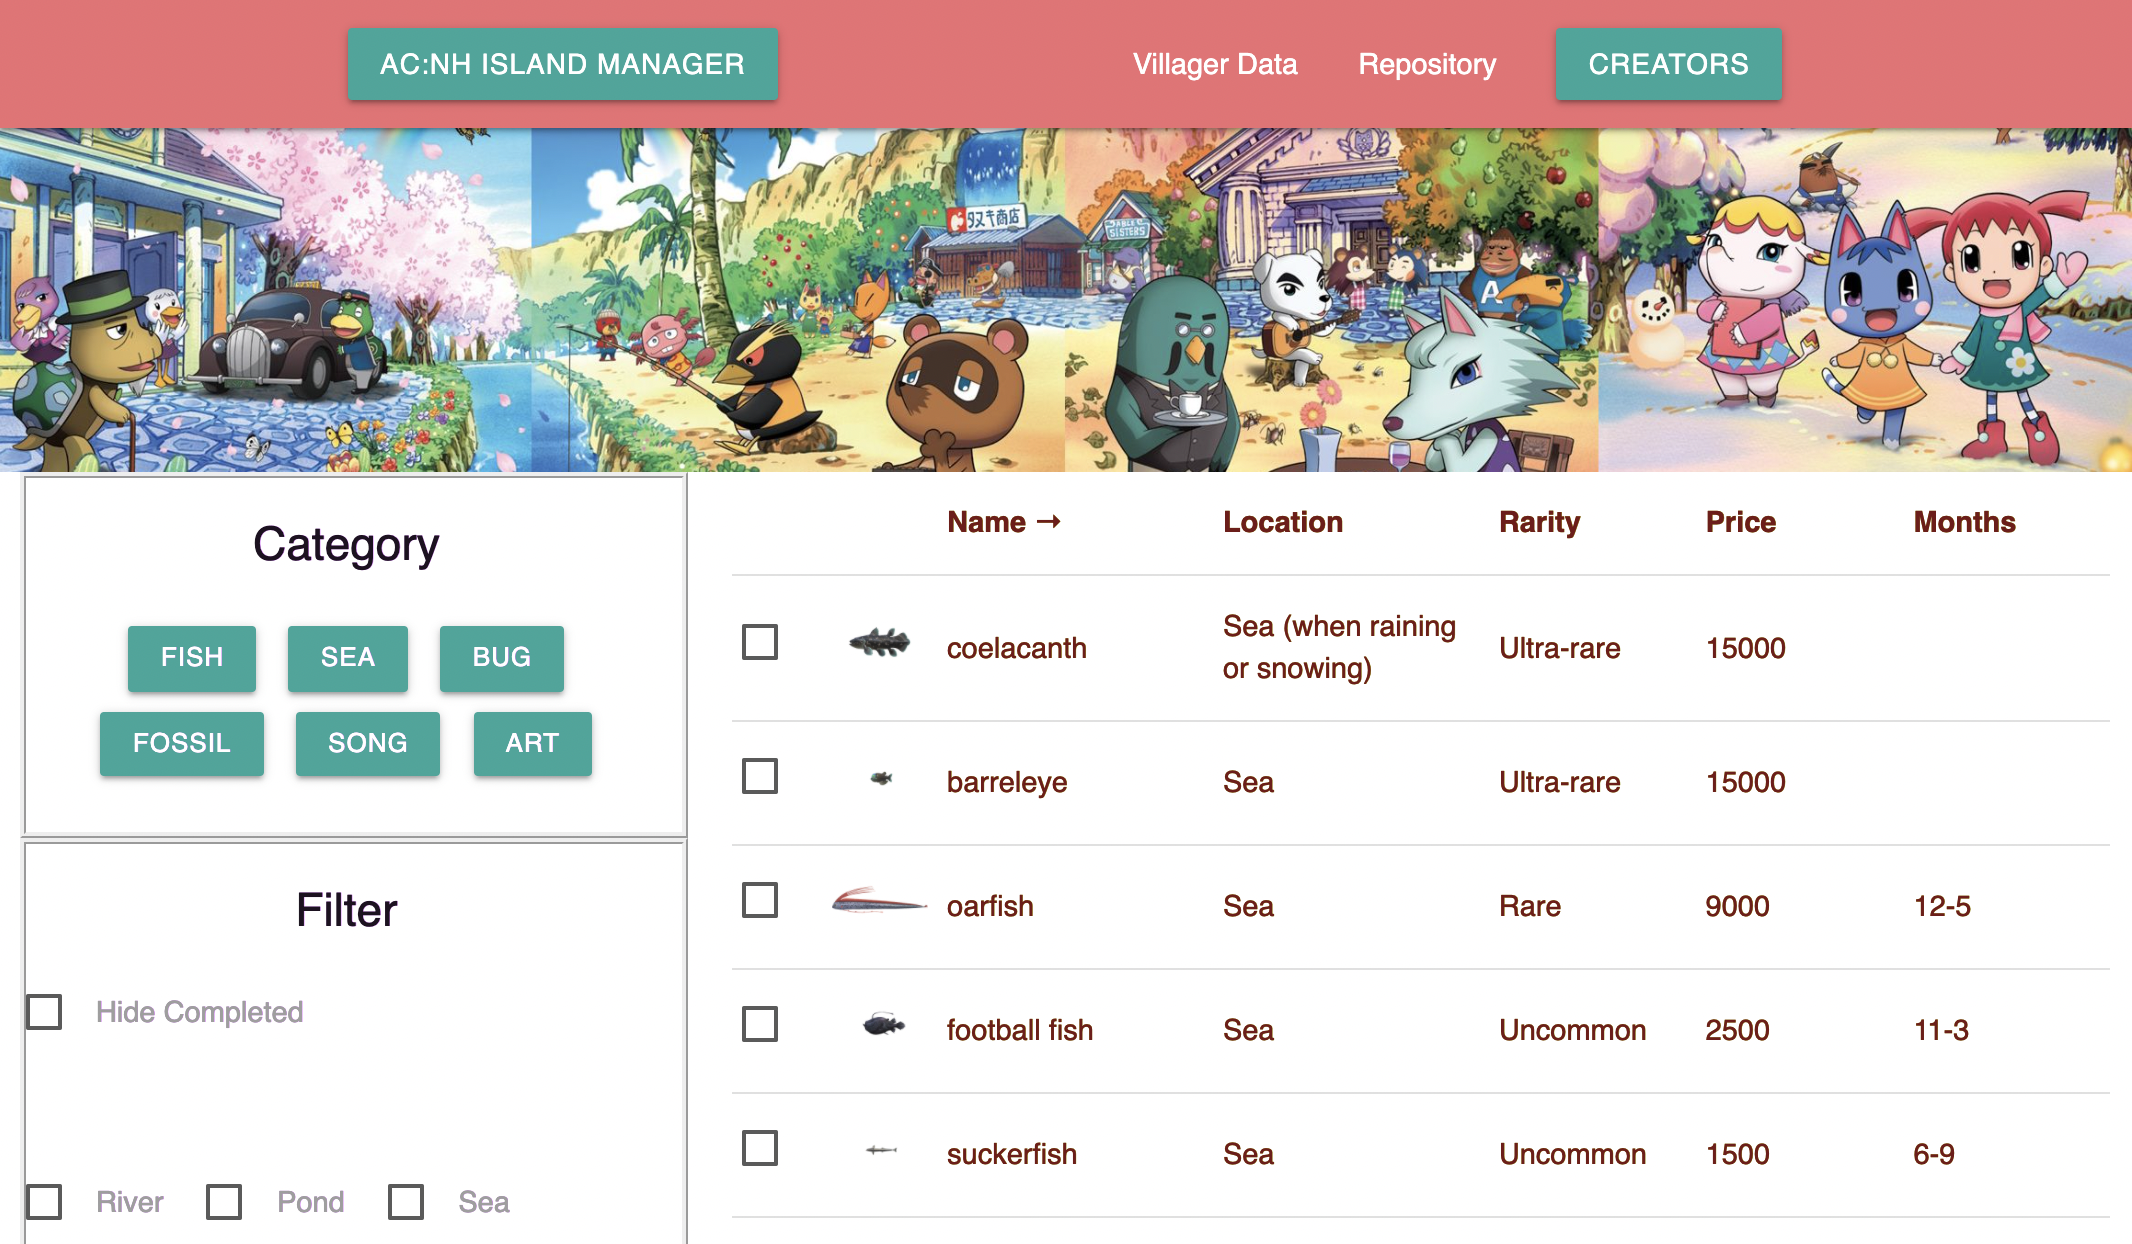 AC:NH ISLAND MANAGER
Villager Data
Repository
CREATORS
タヌキ商店
ABLE SISTERS
A
Category
FISH
SEA
BUG
FOSSIL
SONG
ART
Filter
Hide Completed
River
Pond
Sea
Name →
Location
Rarity
Price
Months
coelacanth
Sea (when raining
or snowing)
Ultra-rare
15000
barreleye
Sea
Ultra-rare
15000
oarfish
Sea
Rare
9000
12-5
football fish
Sea
Uncommon
2500
11-3
suckerfish
Sea
Uncommon
1500
6-9